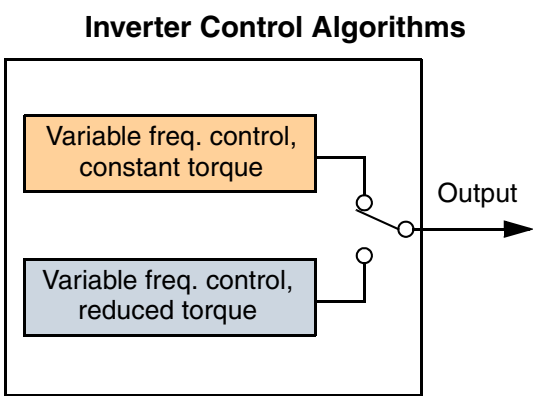 Inverter Control Algorithms
Variable freq. control,
constant torque
Output
Variable freq. control,
reduced torque